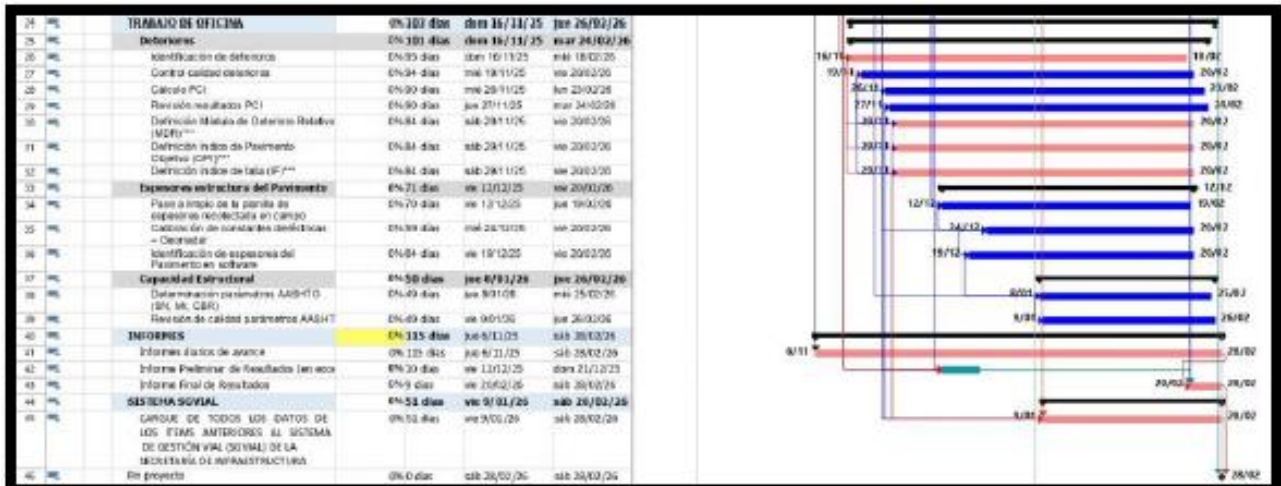 24 TRABAJO DE OFICINA 0% 103 días dom 16/11/25 jue 26/02/26
25 Deterioros 0% 101 días dom 16/11/25 mar 24/02/26
26 Identificación de deterioros 0% 95 días dom 16/11/25 mié 18/02/26 16/11 18/02
27 Control calidad deterioros 0% 94 días mié 19/11/25 vie 20/02/26 19/11 20/02
28 Cálculo PCI 0% 90 días mié 26/11/25 lun 23/02/26 26/11 23/02
29 Revisión resultados PCI 0% 90 días jue 27/11/25 mar 24/02/26 27/11 24/02
30 Definición Módulo de Deterioro Relativo 0% 84 días sáb 29/11/25 vie 20/02/26 29/11 20/02
(MDR)***
31 Definición Índice de Pavimento 0% 84 días sáb 29/11/25 vie 20/02/26 29/11 20/02
Objetivo (OPI)***
32 Definición índice de falla (IF)*** 0% 84 días sáb 29/11/25 vie 20/02/26 29/11 20/02
33 Espesores estructura del Pavimento 0% 71 días vie 12/12/25 vie 20/02/26 12/12
34 Paso a limpio de la planilla de 0% 70 días vie 12/12/25 jue 19/02/26 12/12 19/02
espesores recolectada en campo
35 Calibración de constantes dieléctricas 0% 59 días mié 24/12/25 vie 20/02/26 24/12 20/02
– Georradar
36 Identificación de espesores del 0% 64 días vie 19/12/25 vie 20/02/26 19/12 20/02
Pavimento en software
37 Capacidad Estructural 0% 50 días jue 8/01/26 jue 26/02/26
38 Determinación parámetros AASHTO 0% 49 días jue 8/01/26 mié 25/02/26 8/01 25/02
(SN, Mr, CBR)
39 Revisión de calidad parámetros AASHT 0% 49 días vie 9/01/26 jue 26/02/26 9/01 26/02
40 INFORMES 0% 115 días jue 6/11/25 sáb 28/02/26
41 Informes diarios de avance 0% 115 días jue 6/11/25 sáb 28/02/26 6/11 28/02
42 Informe Preliminar de Resultados (en 0% 10 días vie 12/12/25 dom 21/12/25
43 Informe Final de Resultados 0% 9 días vie 20/02/26 sáb 28/02/26 20/02 28/02
44 SISTEMA SGVIAL 0% 51 días vie 9/01/26 sáb 28/02/26
45 CARGUE DE TODOS LOS DATOS DE 0% 51 días vie 9/01/26 sáb 28/02/26 9/01 28/02
LOS ITEMS ANTERIORES AL SISTEMA
DE GESTIÓN VIAL (SGVIAL) DE LA
SECRETARÍA DE INFRAESTRUCTURA
46 Fin proyecto 0% 0 días sáb 28/02/26 sáb 28/02/26 28/02